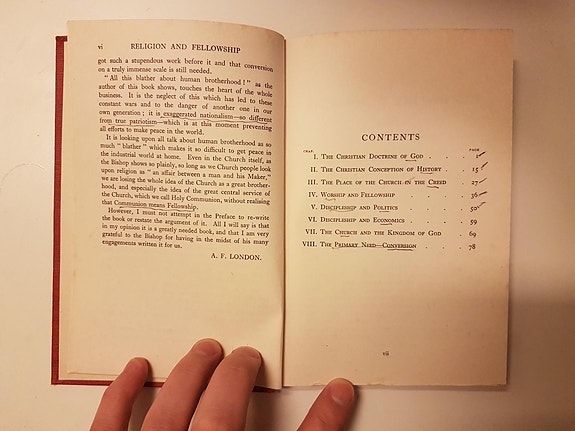 vi RELIGION AND FELLOWSHIP
got such a stupendous work before it and that conversion
on a truly immense scale is still needed.
"All this blather about human brotherhood!" as the
author of this book shows, touches the heart of the whole
business. It is the neglect of this which has led to these
constant wars and to the danger of another one in our
own generation; it is exaggerated nationalism—so different
from true patriotism—which is at this moment preventing
all efforts to make peace in the world.
It is looking upon all talk about human brotherhood as so
much "blather" which makes it so difficult to get peace in
the industrial world at home. Even in the Church itself, as
the Bishop shows so plainly, so long as we Church people look
upon religion as "an affair between a man and his Maker,"
we are losing the whole idea of the Church as a great brother-
hood, and especially the idea of the great central service of
the Church, which we call Holy Communion, without realising
that Communion means Fellowship.
However, I must not attempt in the Preface to re-write
the book or restate the argument of it. All I will say is that
in my opinion it is a greatly needed book, and that I am very
grateful to the Bishop for having in the midst of his many
engagements written it for us.
A. F. LONDON.
CONTENTS
CHAP. PAGE
I. THE CHRISTIAN DOCTRINE OF GOD . . .
II. THE CHRISTIAN CONCEPTION OF HISTORY . . 15
III. THE PLACE OF THE CHURCH IN THE CREED . . 27
IV. WORSHIP AND FELLOWSHIP . . . . 36
V. DISCIPLESHIP AND POLITICS . . . . 50
VI. DISCIPLESHIP AND ECONOMICS . . . 59
VII. THE CHURCH AND THE KINGDOM OF GOD . . 69
VIII. THE PRIMARY NEED—CONVERSION . . . 78
vii